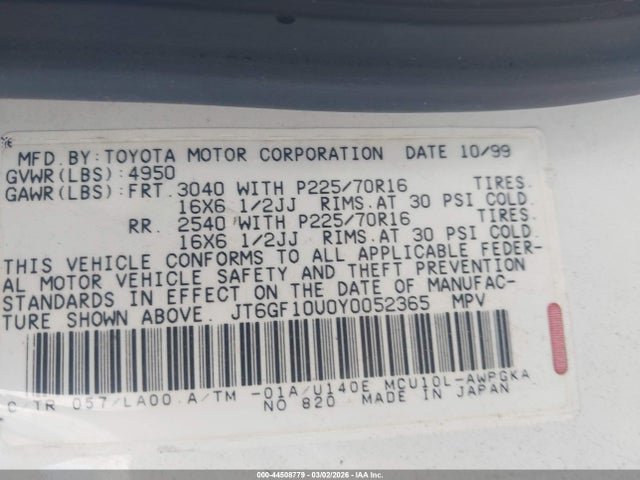 MFD. BY: TOYOTA MOTOR CORPORATION DATE 10/99
GVWR(LBS): 4950
GAWR(LBS): FRT. 3040 WITH P225/70R16 TIRES.
16X6 1/2JJ RIMS. AT 30 PSI COLD.
RR. 2540 WITH P225/70R16 TIRES.
16X6 1/2JJ RIMS. AT 30 PSI COLD.
THIS VEHICLE CONFORMS TO ALL APPLICABLE FEDER-
AL MOTOR VEHICLE SAFETY AND THEFT PREVENTION
STANDARDS IN EFFECT ON THE DATE OF MANUFAC-
TURE SHOWN ABOVE. JT6GF10U0Y0052365 MPV
C/TR 057/LA00 A/TM -01A/U140E MCU10L-AWPGKA
NO 820 MADE IN JAPAN
000-44508779 - 03/02/2026 - IAAI.COM